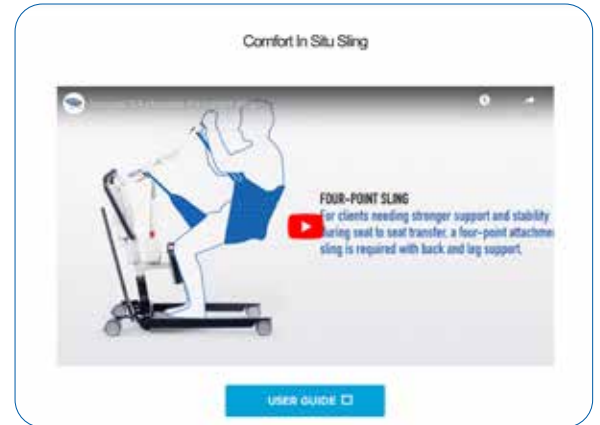 Comfort In Situ Sling
FOUR-POINT SLING
For clients needing stronger support and stability
during seat to seat transfer, a four-point attachme
sling is required with back and leg support.
USER GUIDE